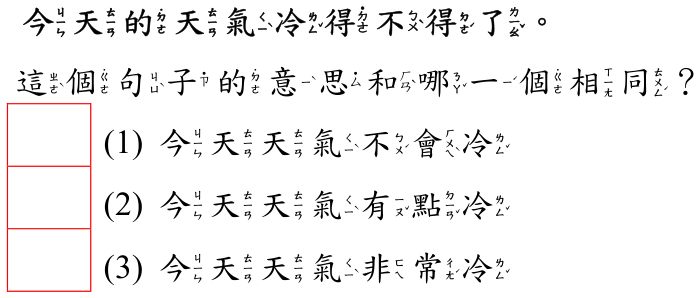 今天的天氣冷得不得了。
這個句子的意思和哪一個相同？
(1) 今天天氣不會冷
(2) 今天天氣有點冷
(3) 今天天氣非常冷